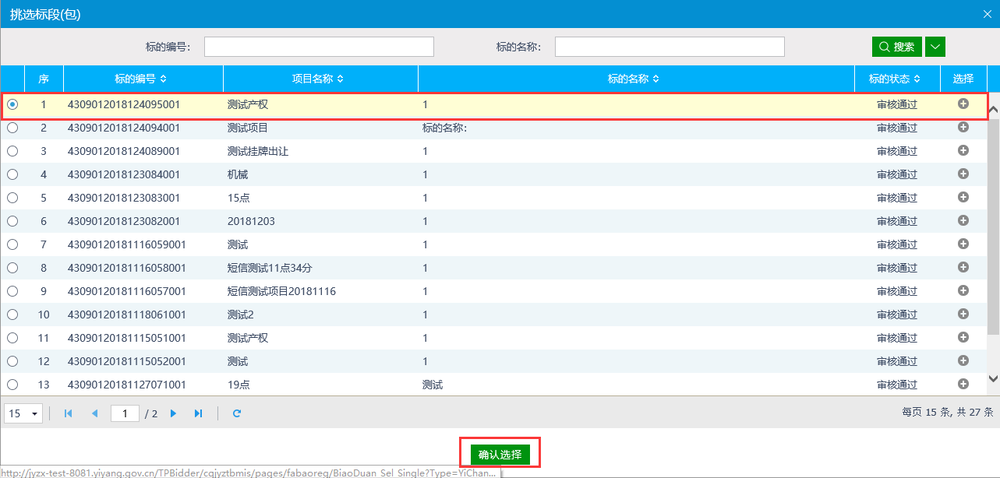 挑选标段(包)
标的编号： 标的名称： 搜索
序 标的编号 项目名称 标的名称 标的状态 选择
1 4309012018124095001 测试产权 1 审核通过
2 4309012018124094001 测试项目 标的名称： 审核通过
3 4309012018124089001 测试挂牌出让 1 审核通过
4 4309012018123084001 机械 1 审核通过
5 4309012018123083001 15点 1 审核通过
6 4309012018123082001 20181203 1 审核通过
7 43090120181116059001 测试 1 审核通过
8 43090120181116058001 短信测试11点34分 1 审核通过
9 43090120181116057001 短信测试项目20181116 1 审核通过
10 43090120181118061001 测试2 1 审核通过
11 43090120181115051001 测试产权 1 审核通过
12 43090120181115052001 测试 1 审核通过
13 43090120181127071001 19点 测试 审核通过
15 1 / 2 每页 15 条, 共 27 条
确认选择
http://jyzx-test-8081.yiyang.gov.cn/TPBidder/cqjyztbmis/pages/fabaoreg/BiaoDuan_Sel_Single?Type=YiChan...